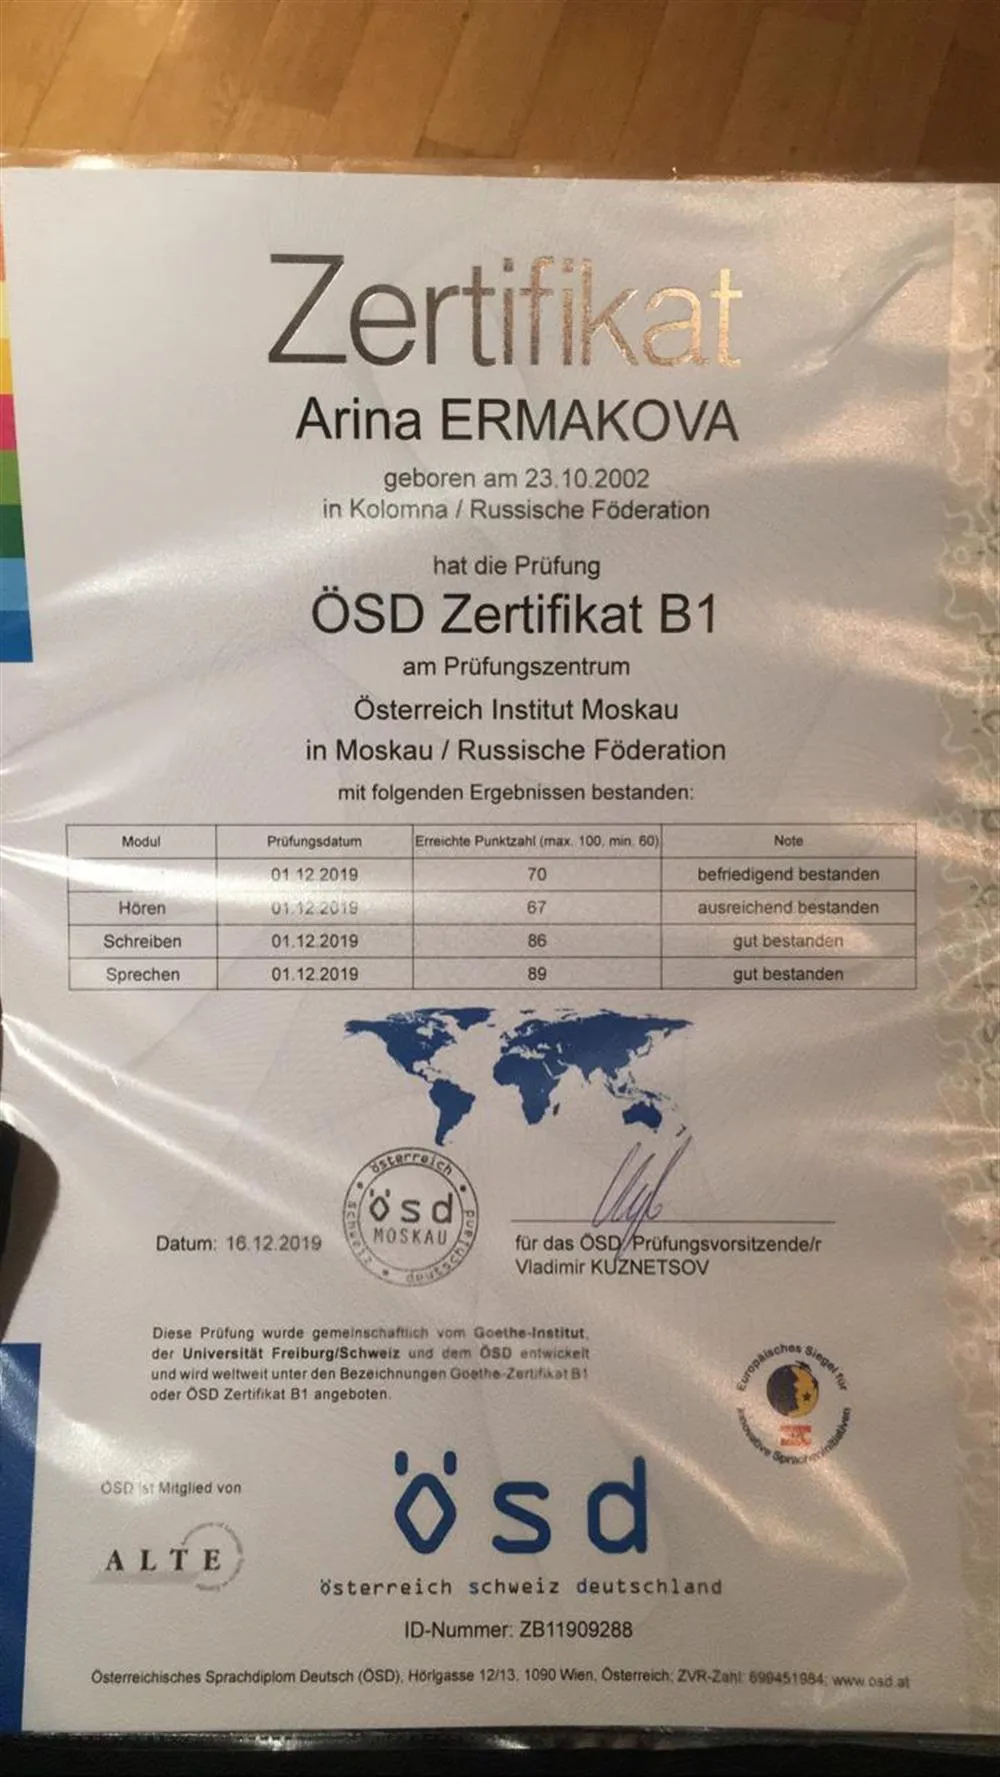 Zertifikat
Arina ERMAKOVA
geboren am 23.10.2002
in Kolomna / Russische Föderation
hat die Prüfung
ÖSD Zertifikat B1
am Prüfungszentrum
Österreich Institut Moskau
in Moskau / Russische Föderation
mit folgenden Ergebnissen bestanden:
Modul Prüfungsdatum Erreichte Punktzahl (max. 100, min. 60) Note
01.12.2019 70 befriedigend bestanden
Hören 01.12.2019 67 ausreichend bestanden
Schreiben 01.12.2019 86 gut bestanden
Sprechen 01.12.2019 89 gut bestanden
österreich
ösd
MOSKAU
schweiz
deutschland
Datum: 16.12.2019
für das ÖSD/Prüfungsvorsitzende/r
Vladimir KUZNETSOV
Diese Prüfung wurde gemeinschaftlich vom Goethe-Institut,
der Universität Freiburg/Schweiz und dem ÖSD entwickelt
und wird weltweit unter den Bezeichnungen Goethe-Zertifikat B1
oder ÖSD Zertifikat B1 angeboten.
Europäisches Siegel für
innovative Spracheninitiativen
ÖSD ist Mitglied von
ALTE
ösd
österreich schweiz deutschland
ID-Nummer: ZB11909288
Österreichisches Sprachdiplom Deutsch (ÖSD), Hörlgasse 12/13, 1090 Wien, Österreich; ZVR-Zahl: 699451984; www.osd.at